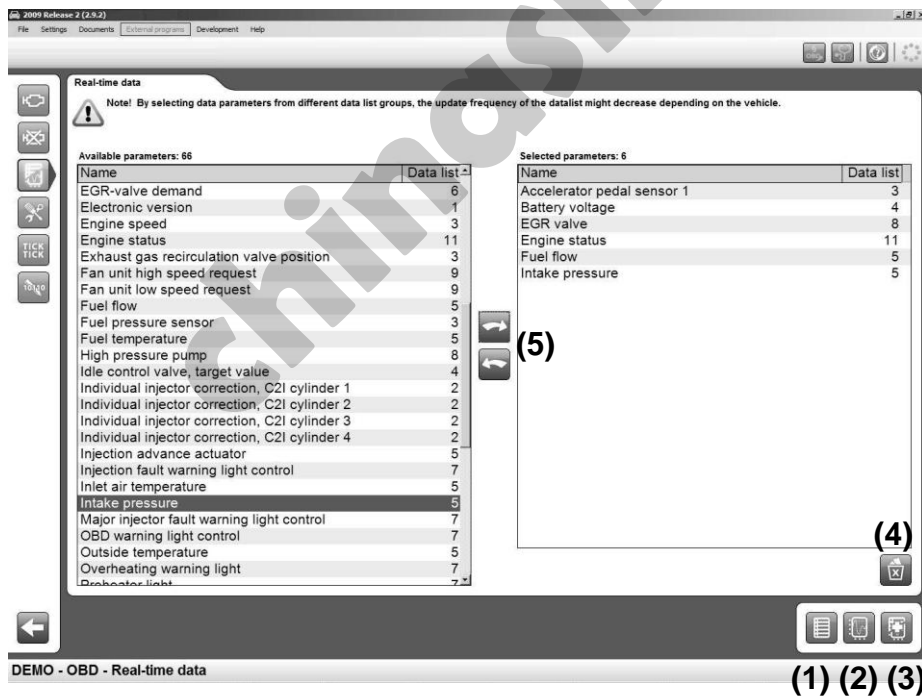 2009 Release 2 (2.9.2)
File Settings Documents External programs Development Help
Real-time data
Note! By selecting data parameters from different data list groups, the update frequency of the datalist might decrease depending on the vehicle.
Available parameters: 66
Name Data list
EGR-valve demand 6
Electronic version 1
Engine speed 3
Engine status 11
Exhaust gas recirculation valve position 3
Fan unit high speed request 9
Fan unit low speed request 9
Fuel flow 5
Fuel pressure sensor 3
Fuel temperature 5
High pressure pump 8
Idle control valve, target value 4
Individual injector correction, C2I cylinder 1 2
Individual injector correction, C2I cylinder 2 2
Individual injector correction, C2I cylinder 3 2
Individual injector correction, C2I cylinder 4 2
Injection advance actuator 5
Injection fault warning light control 7
Inlet air temperature 5
Intake pressure 5
Major injector fault warning light control 7
OBD warning light control 7
Outside temperature 5
Overheating warning light 7
Preheater light 7
Selected parameters: 6
Name Data list
Accelerator pedal sensor 1 3
Battery voltage 4
EGR valve 8
Engine status 11
Fuel flow 5
Intake pressure 5
(5)
(4)
TICK
TICK
DEMO - OBD - Real-time data
(1) (2) (3)